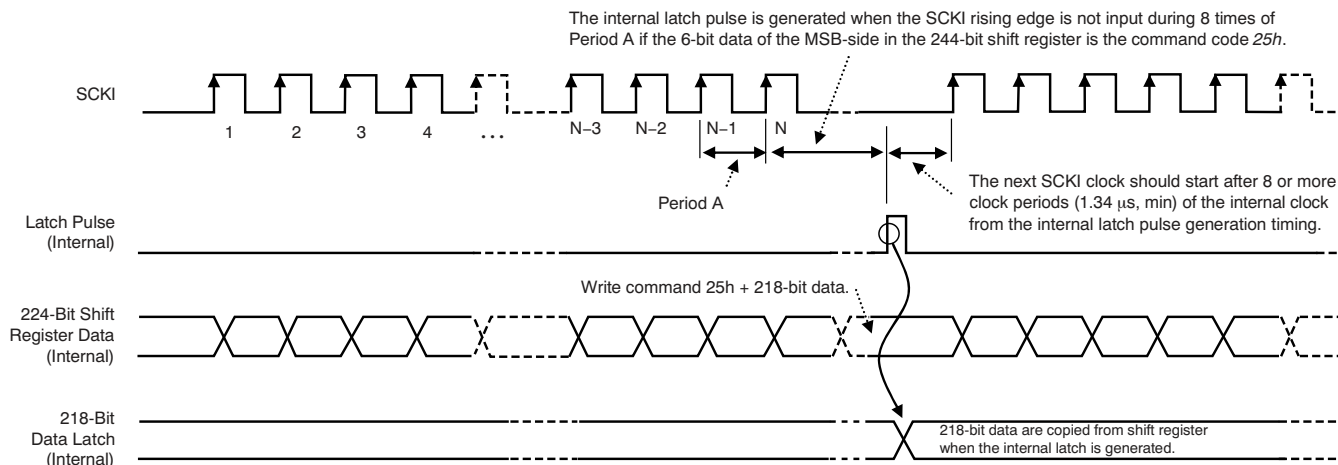 The internal latch pulse is generated when the SCKI rising edge is not input during 8 times of
Period A if the 6-bit data of the MSB-side in the 244-bit shift register is the command code 25h.
SCKI
1 2 3 4 ... N–3 N–2 N–1 N
Period A
The next SCKI clock should start after 8 or more
clock periods (1.34 μs, min) of the internal clock
from the internal latch pulse generation timing.
Latch Pulse
(Internal)
Write command 25h + 218-bit data.
224-Bit Shift
Register Data
(Internal)
218-Bit
Data Latch
(Internal)
218-bit data are copied from shift register
when the internal latch is generated.